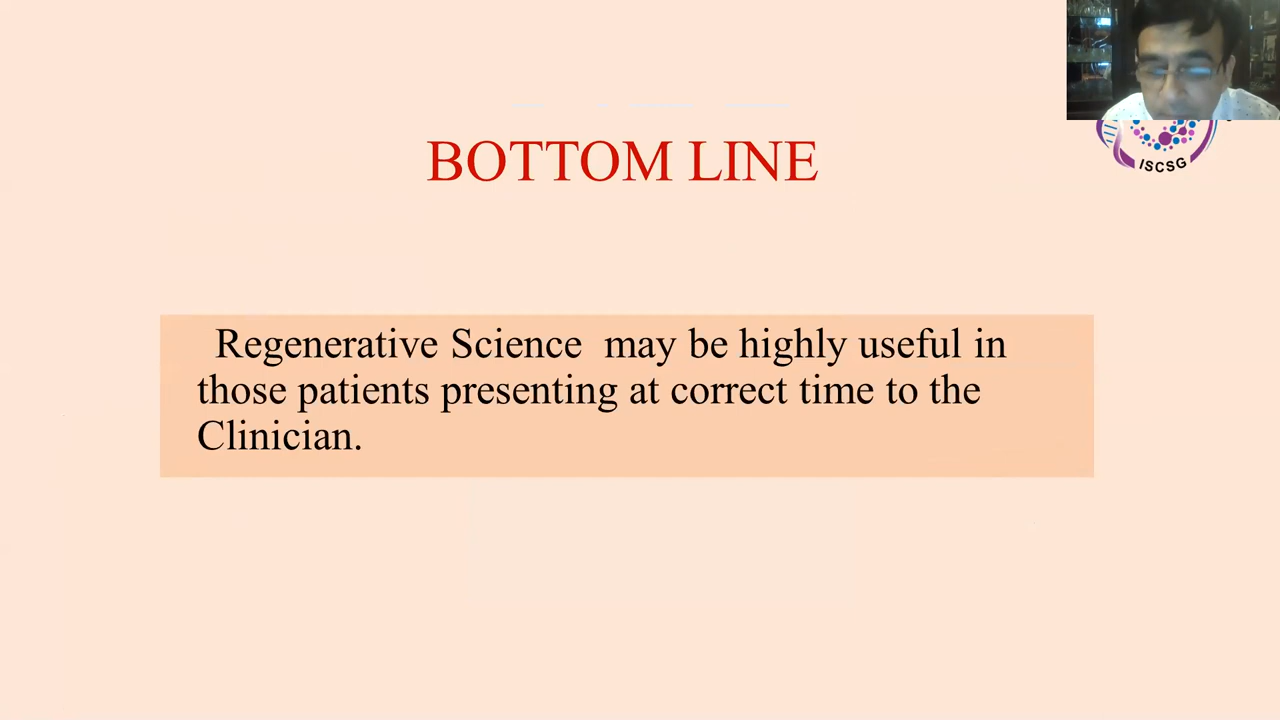 ISCSG
BOTTOM LINE
Regenerative Science may be highly useful in
those patients presenting at correct time to the
Clinician.